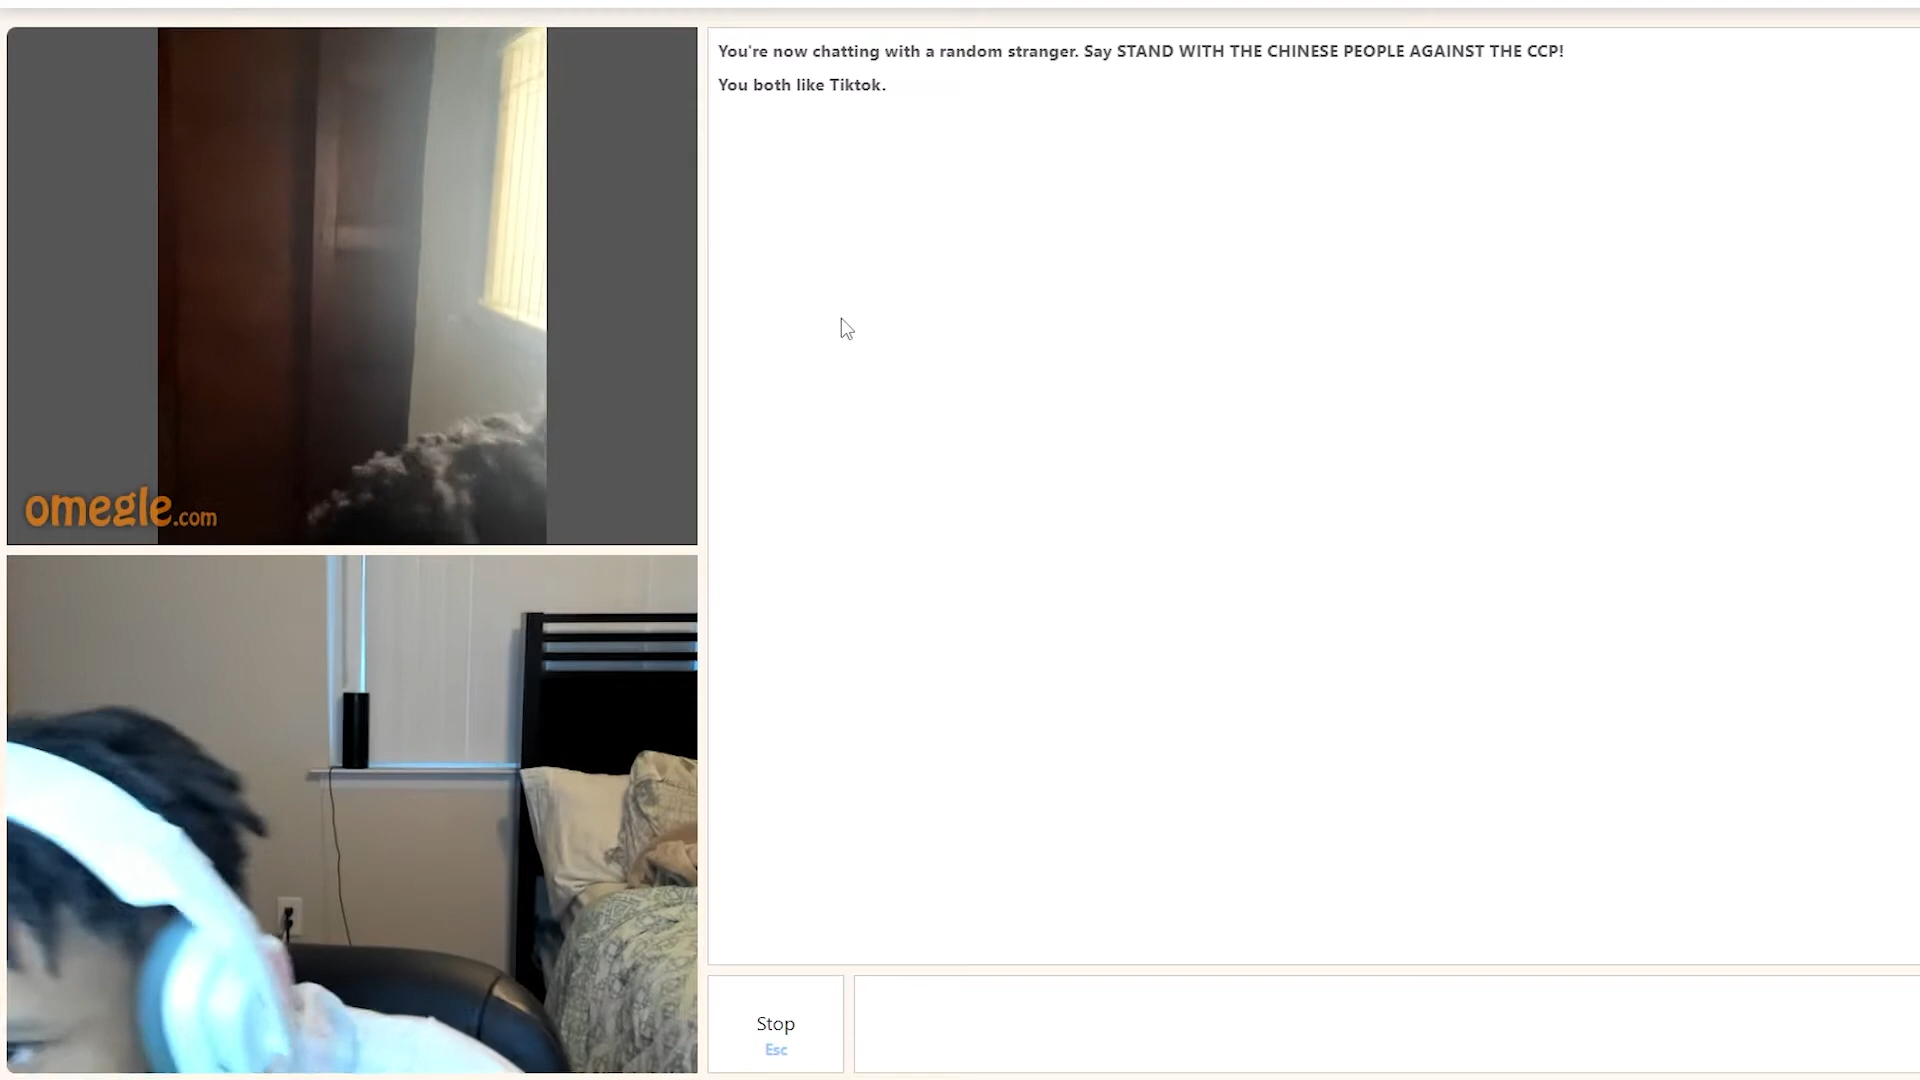 You're now chatting with a random stranger. Say STAND WITH THE CHINESE PEOPLE AGAINST THE CCP!
You both like Tiktok.
omegle.com
Stop
Esc